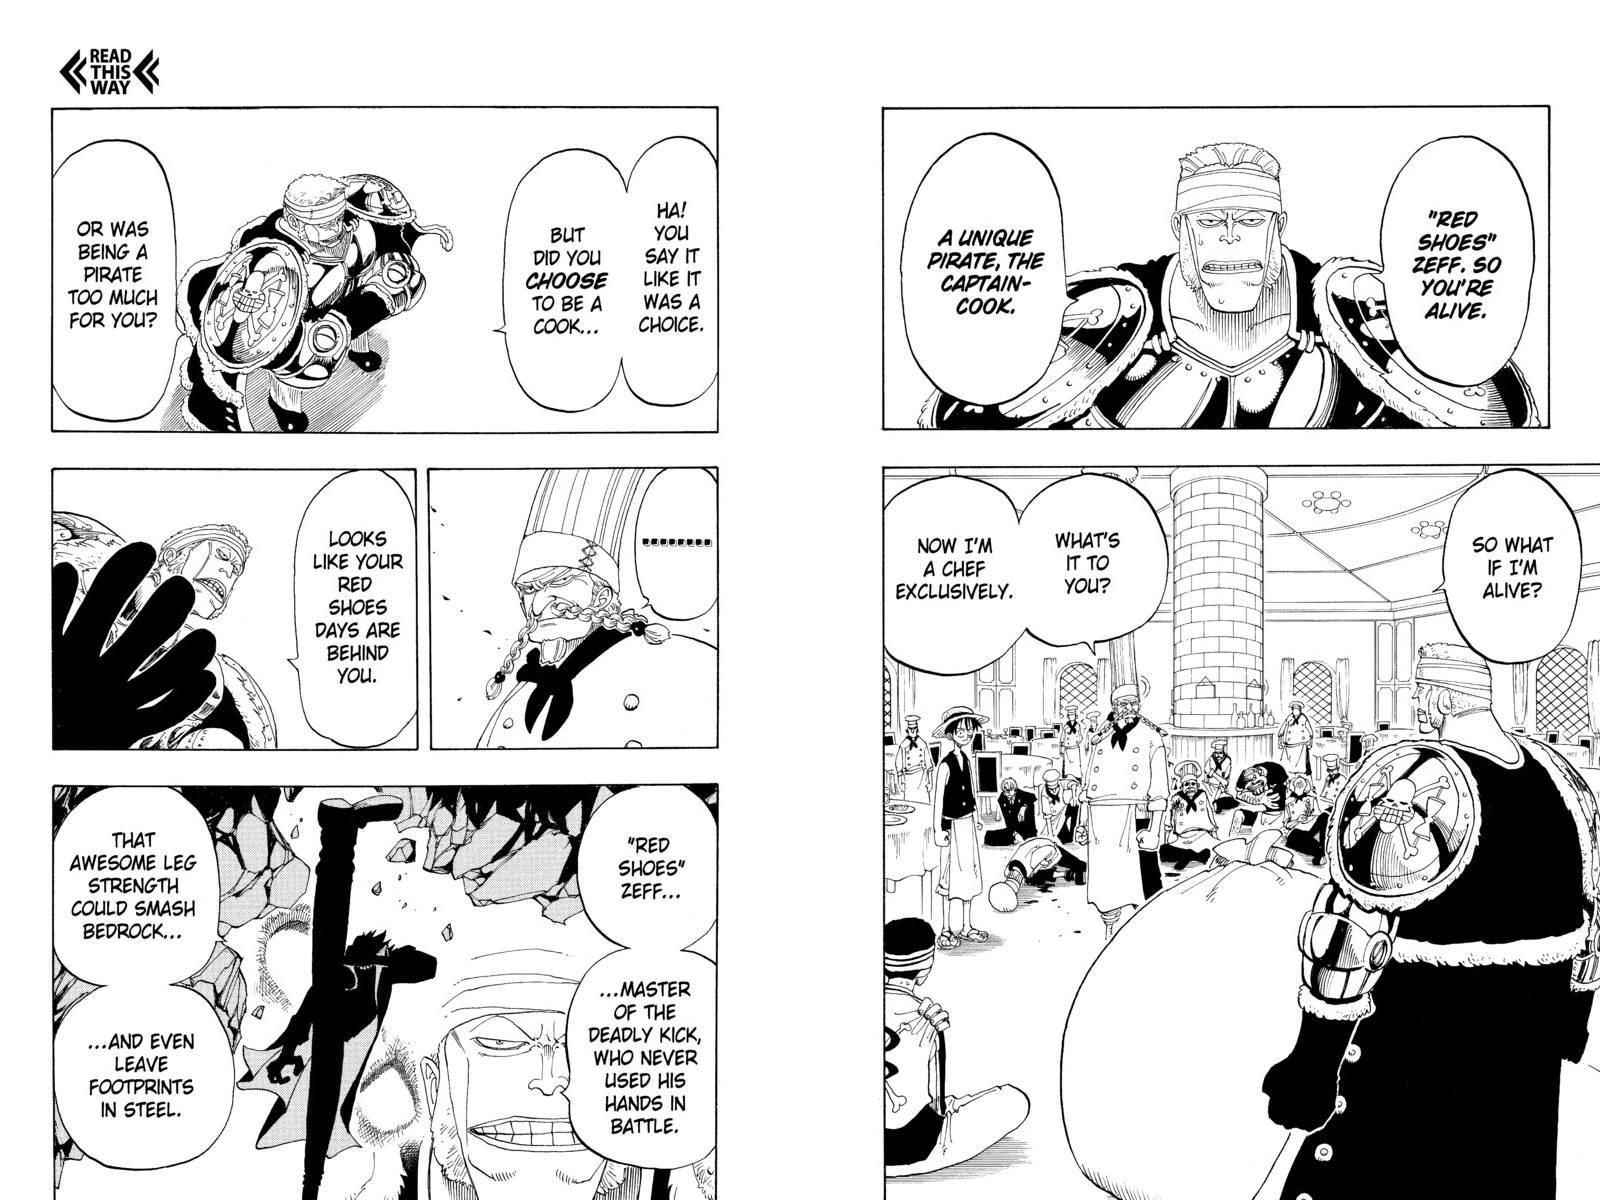 READ
THIS
WAY
"RED
SHOES"
ZEFF. SO
YOU'RE
ALIVE.
A UNIQUE
PIRATE, THE
CAPTAIN-
COOK.
SO WHAT
IF I'M
ALIVE?
WHAT'S
IT TO
YOU?
NOW I'M
A CHEF
EXCLUSIVELY.
HA!
YOU
SAY IT
LIKE IT
WAS A
CHOICE.
BUT
DID YOU
CHOOSE
TO BE A
COOK...
OR WAS
BEING A
PIRATE
TOO MUCH
FOR YOU?
.........
LOOKS
LIKE YOUR
RED
SHOES
DAYS ARE
BEHIND
YOU.
"RED
SHOES"
ZEFF...
...MASTER
OF THE
DEADLY KICK,
WHO NEVER
USED HIS
HANDS IN
BATTLE.
THAT
AWESOME LEG
STRENGTH
COULD SMASH
BEDROCK...
...AND EVEN
LEAVE
FOOTPRINTS
IN STEEL.